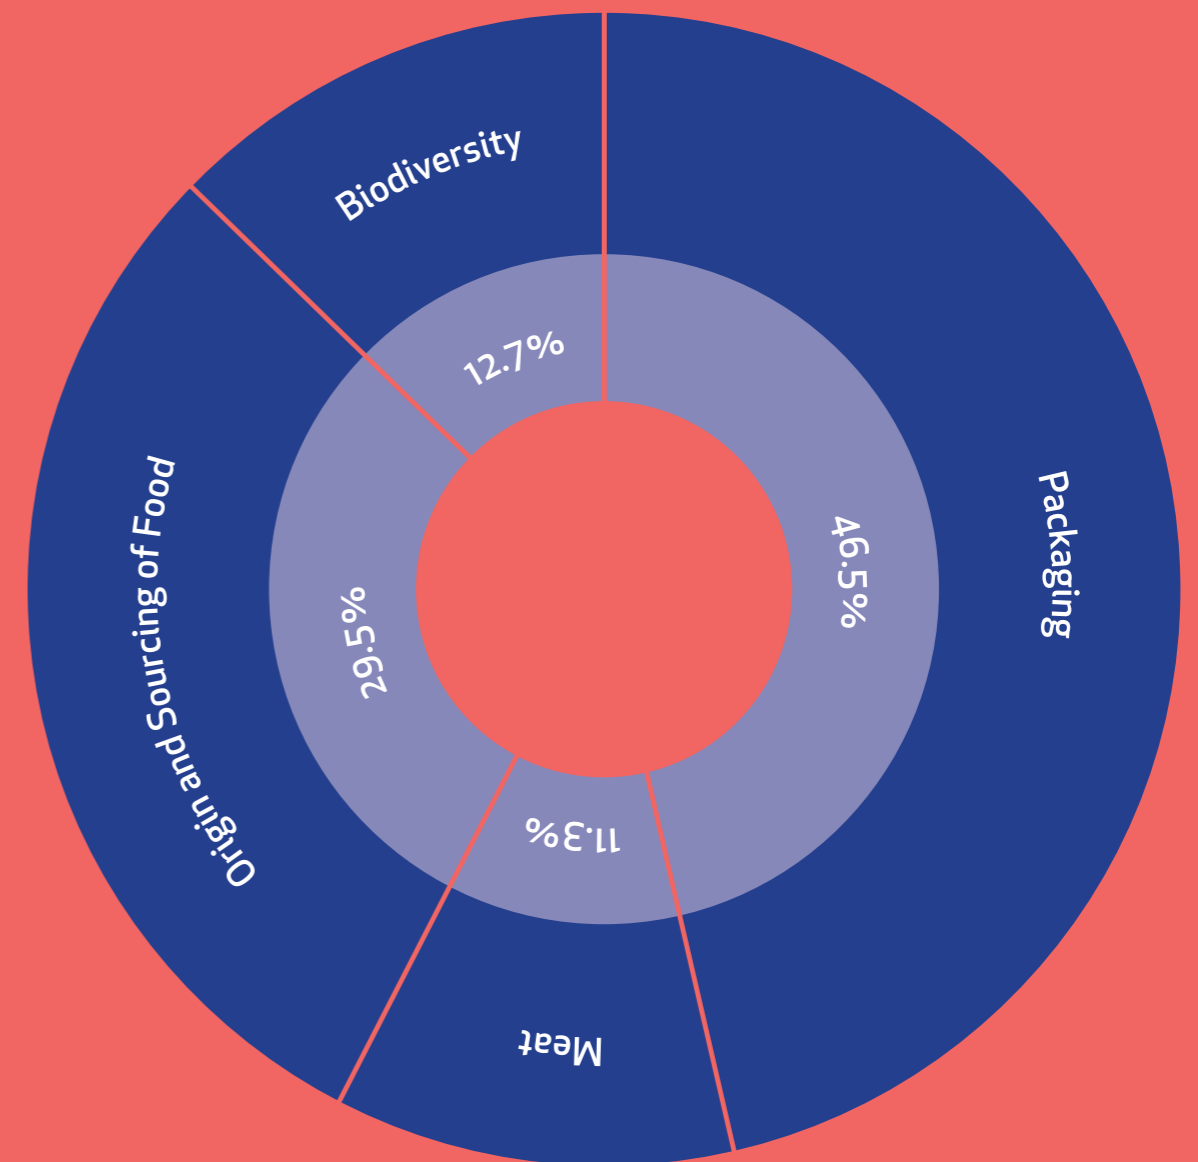 Biodiversity
12.7%
Packaging
46.5%
Origin and Sourcing of Food
29.5%
11.3%
Meat